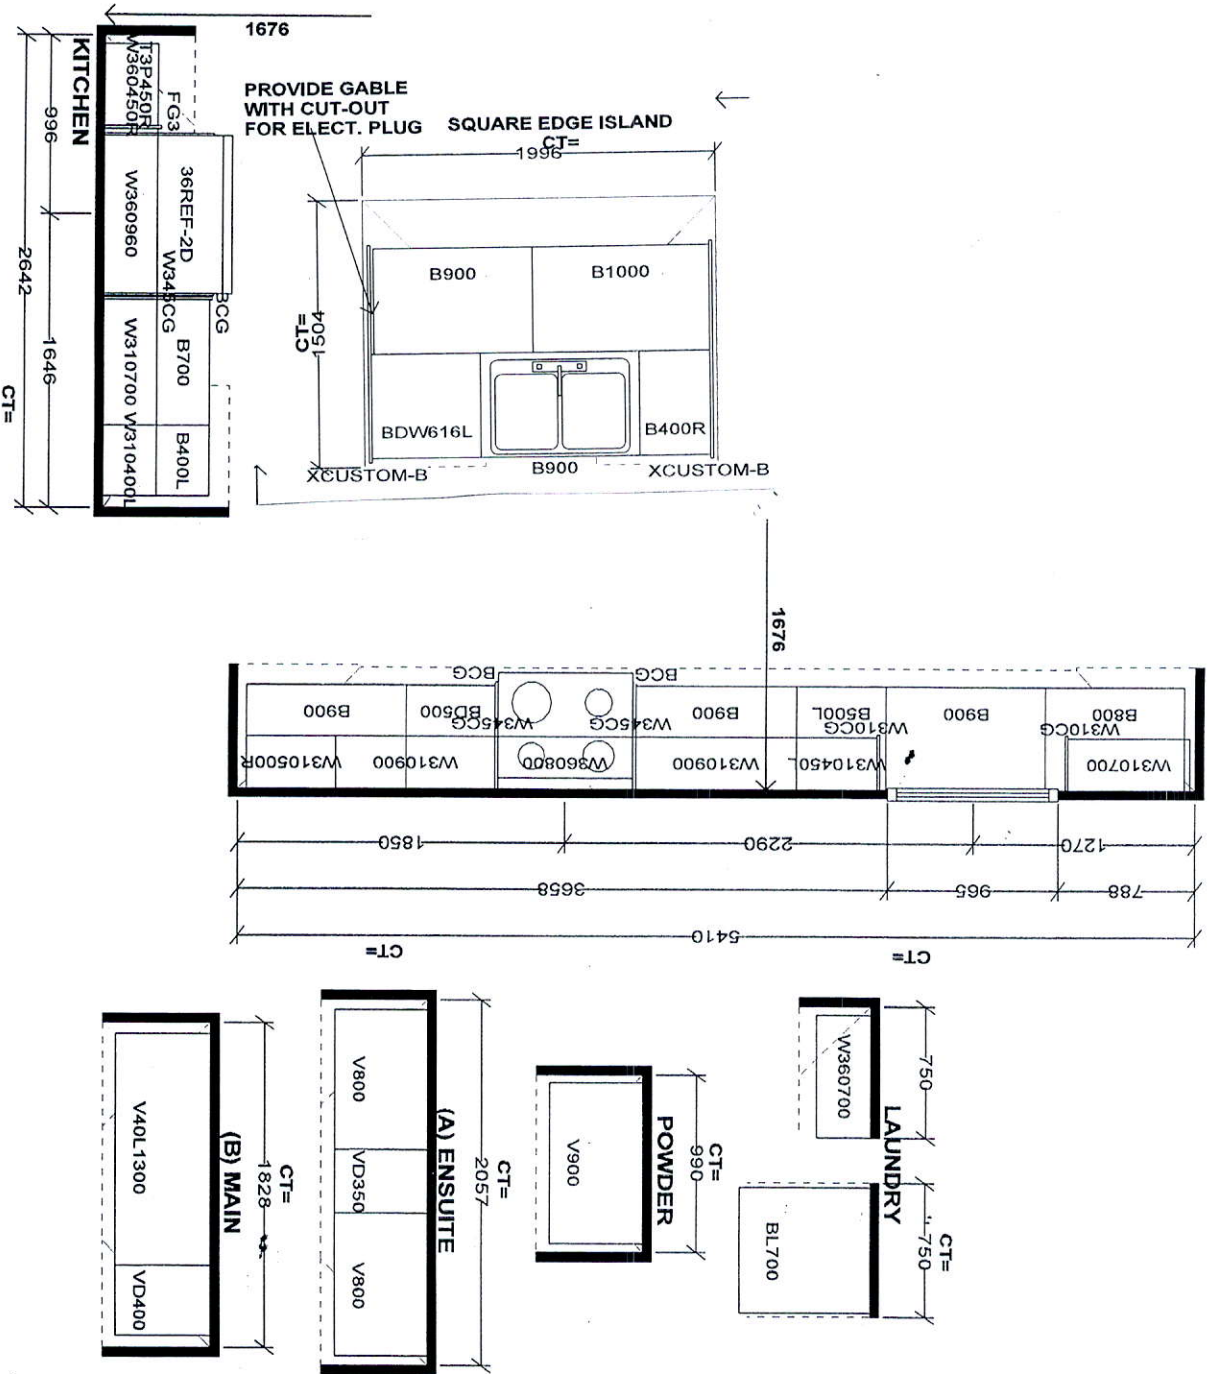 1676
KITCHEN
996
2642
1646
CT=
T3P450R
W360450R
FG3
W360960
36REF-2D
W345CG
BCG
W310700
B700
W310400L
B400L
PROVIDE GABLE
WITH CUT-OUT
FOR ELECT. PLUG
SQUARE EDGE ISLAND
CT=
1996
1504
CT=
B900
B1000
BDW616L
B400R
XCUSTOM-B
B900
XCUSTOM-B
1676
BCG
BCG
B900
BD500
W345CG
W345CG
B900
B500L
W310CG
B900
W310CG
B800
W310500R
W310900
W360800
W310900
W310450L
W310700
1850
2290
1270
3658
965
788
5410
CT=
CT=
V40L1300
VD400
(B) MAIN
1828
CT=
V800
VD350
V800
(A) ENSUITE
2057
CT=
V900
POWDER
990
CT=
W360700
750
LAUNDRY
BL700
750
CT=